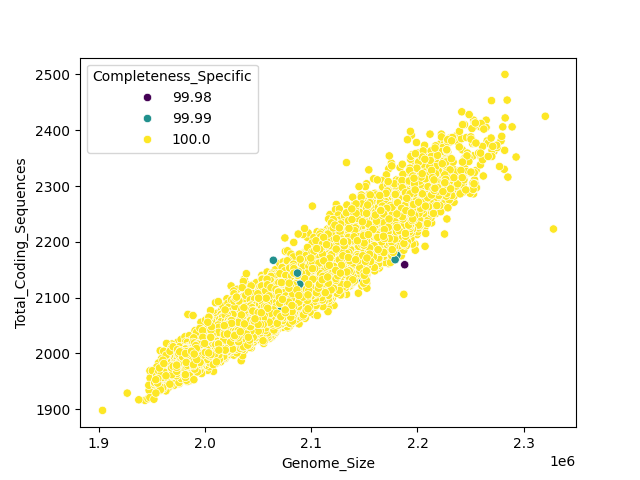 Completeness_Specific
99.98
99.99
100.0
2500
2400
2300
2200
2100
2000
1900
Total_Coding_Sequences
1.9 2.0 2.1 2.2 2.3
1e6
Genome_Size